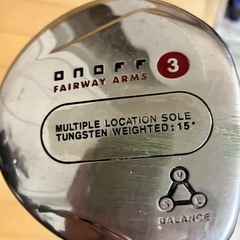 onoff 3
FAIRWAY ARMS
MULTIPLE LOCATION SOLE
TUNGSTEN WEIGHTED:15°
V
S L
BALANCE